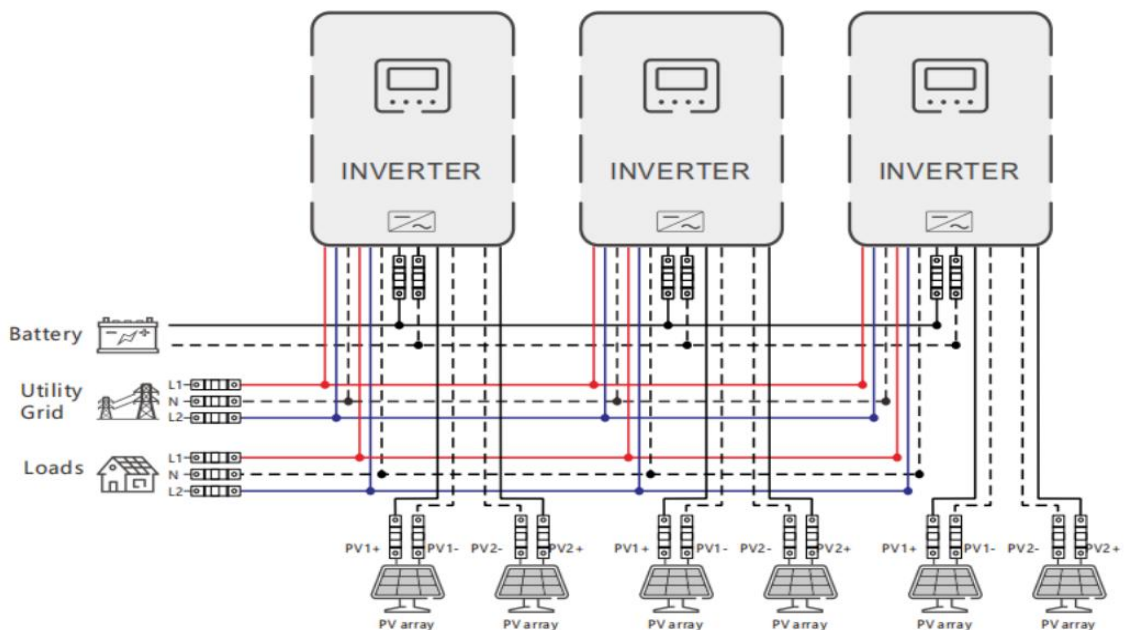 INVERTER
INVERTER
INVERTER
Battery
Utility
Grid
L1
N
L2
Loads
L1
N
L2
PV1+ PV1- PV2- PV2+
PV1+ PV1- PV2- PV2+
PV1+ PV1- PV2- PV2+
PV array
PV array
PV array
PV array
PV array
PV array